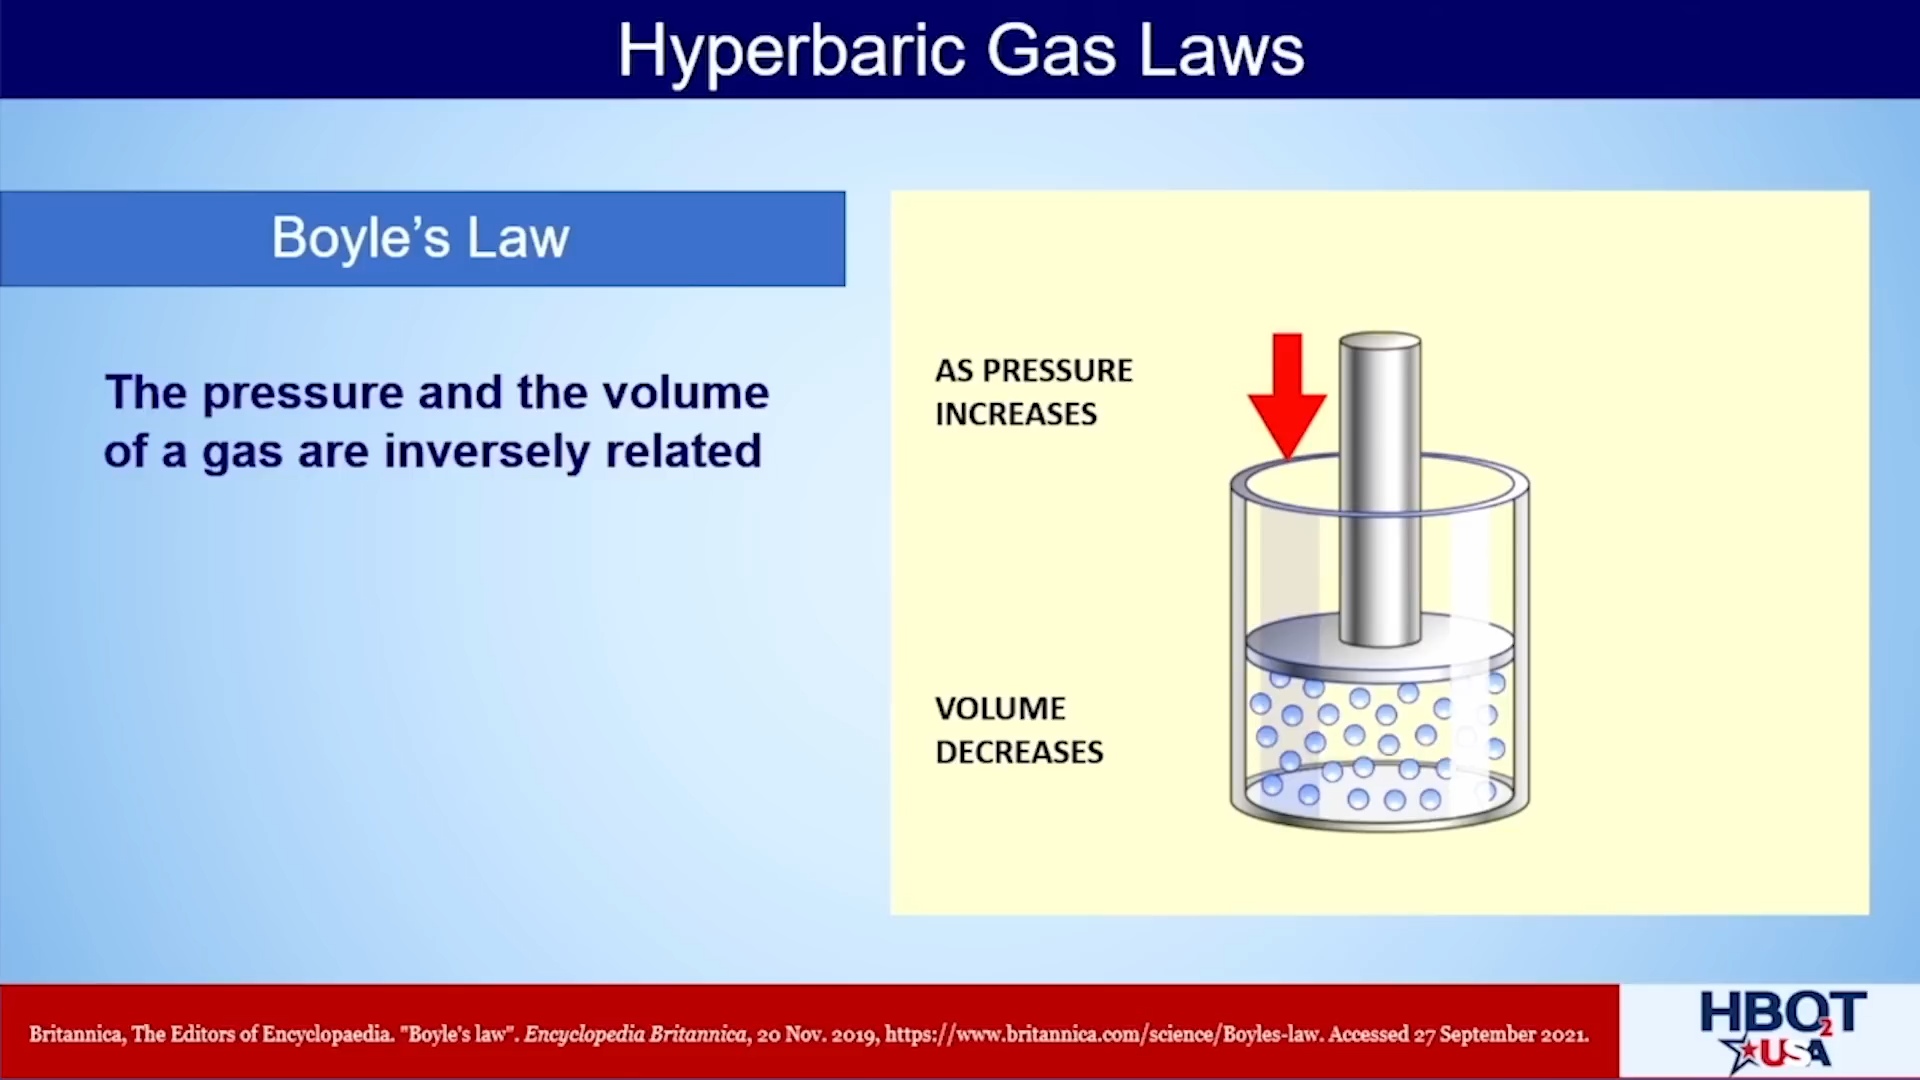 Hyperbaric Gas Laws
Boyle's Law
The pressure and the volume
of a gas are inversely related
AS PRESSURE
INCREASES
VOLUME
DECREASES
Britannica, The Editors of Encyclopaedia. "Boyle's law". Encyclopedia Britannica, 20 Nov. 2019, https://www.britannica.com/science/Boyles-law. Accessed 27 September 2021.
HBO2T
USA